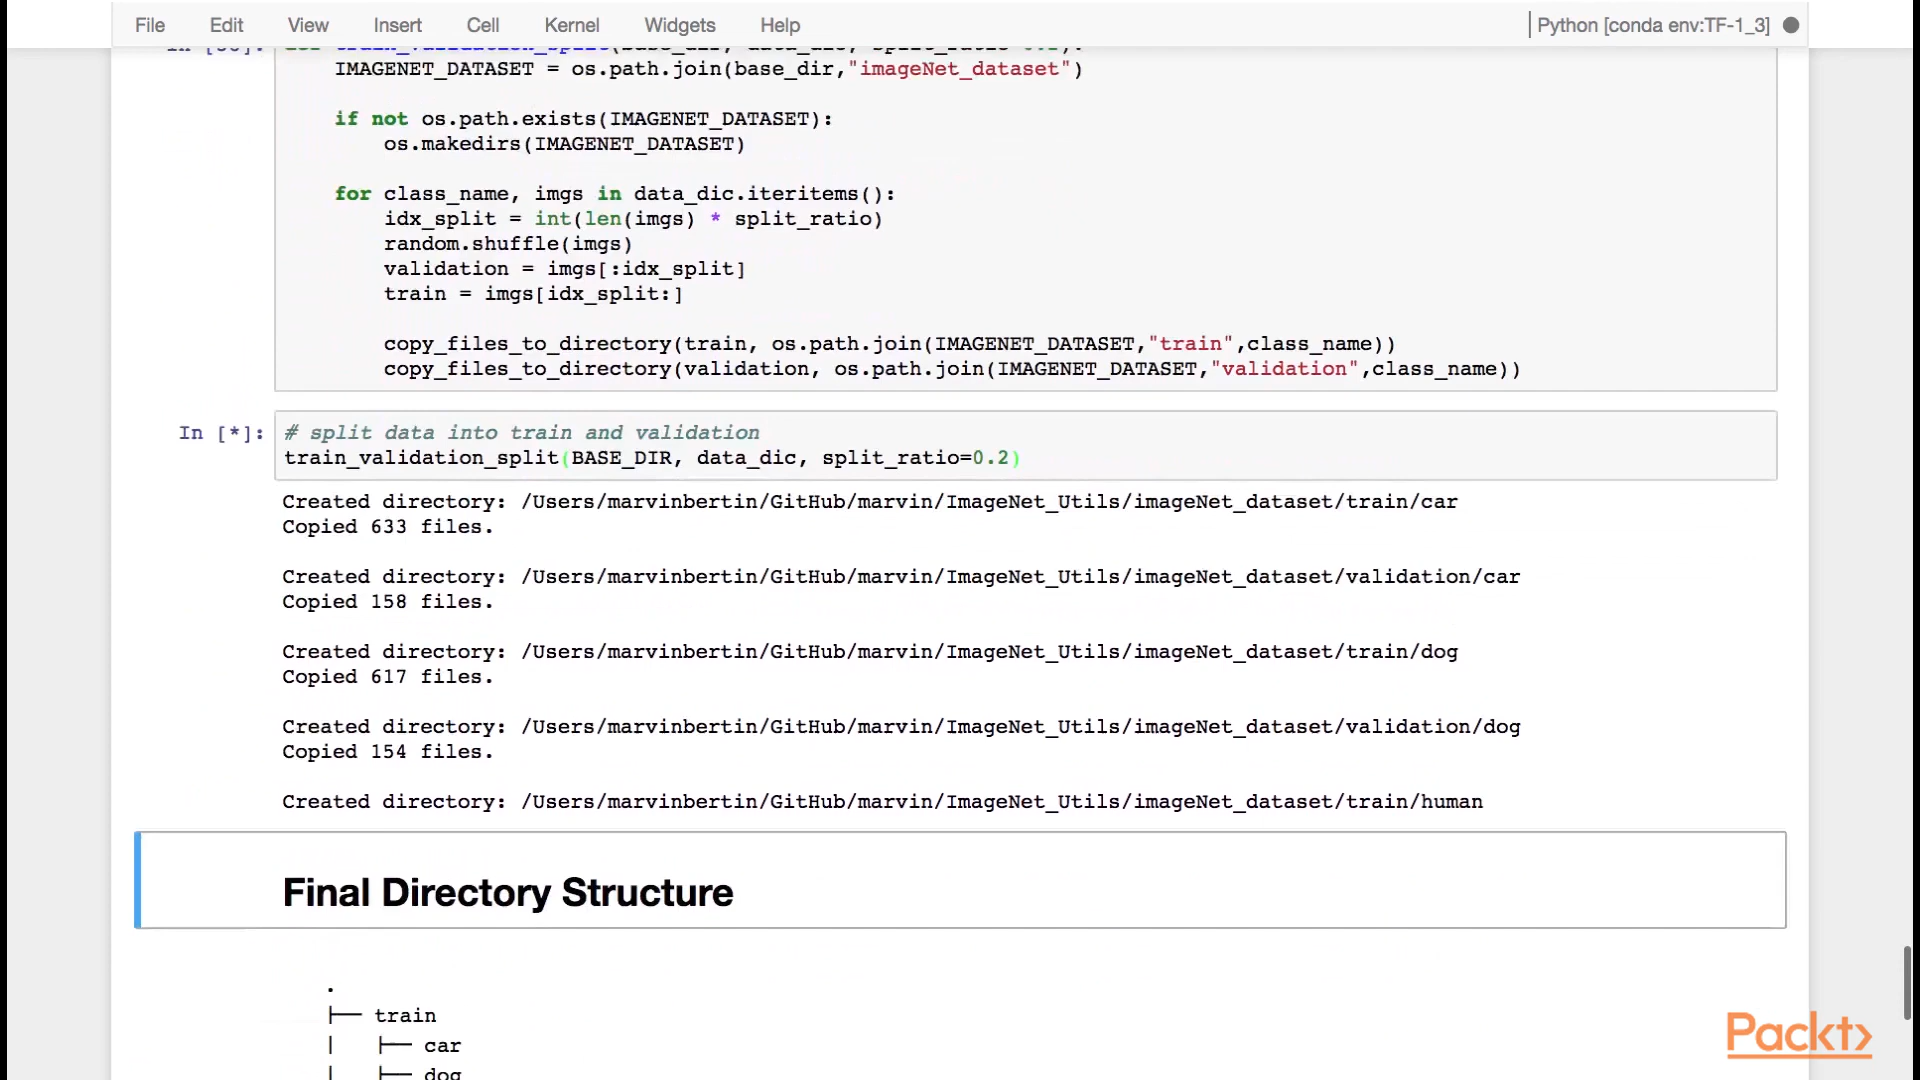 File Edit View Insert Cell Kernel Widgets Help Python [conda env:TF-1_3]
IMAGENET_DATASET = os.path.join(base_dir,"imageNet_dataset")
if not os.path.exists(IMAGENET_DATASET):
os.makedirs(IMAGENET_DATASET)
for class_name, imgs in data_dic.iteritems():
idx_split = int(len(imgs) * split_ratio)
random.shuffle(imgs)
validation = imgs[:idx_split]
train = imgs[idx_split:]
copy_files_to_directory(train, os.path.join(IMAGENET_DATASET,"train",class_name))
copy_files_to_directory(validation, os.path.join(IMAGENET_DATASET,"validation",class_name))
In [*]: # split data into train and validation
train_validation_split(BASE_DIR, data_dic, split_ratio=0.2)
Created directory: /Users/marvinbertin/GitHub/marvin/ImageNet_Utils/imageNet_dataset/train/car
Copied 633 files.
Created directory: /Users/marvinbertin/GitHub/marvin/ImageNet_Utils/imageNet_dataset/validation/car
Copied 158 files.
Created directory: /Users/marvinbertin/GitHub/marvin/ImageNet_Utils/imageNet_dataset/train/dog
Copied 617 files.
Created directory: /Users/marvinbertin/GitHub/marvin/ImageNet_Utils/imageNet_dataset/validation/dog
Copied 154 files.
Created directory: /Users/marvinbertin/GitHub/marvin/ImageNet_Utils/imageNet_dataset/train/human
Final Directory Structure
.
├── train
│   ├── car
│   ├── dog
Packt>